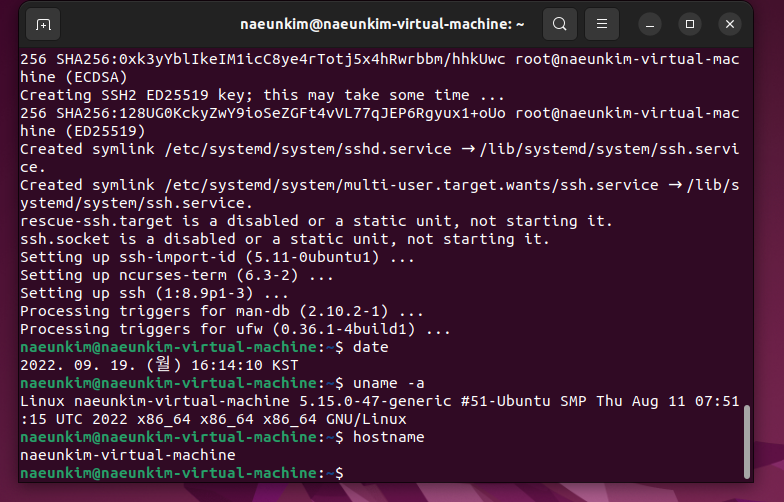 naeunkim@naeunkim-virtual-machine: ~
256 SHA256:0xk3yYblIkeIM1icC8ye4rTotj5x4hRwrbbm/hhkUwc root@naeunkim-virtual-mac
hine (ECDSA)
Creating SSH2 ED25519 key; this may take some time ...
256 SHA256:128UG0KckyZwY9ioSeZGFt4vVL77qJEP6Rgyux1+oUo root@naeunkim-virtual-mac
hine (ED25519)
Created symlink /etc/systemd/system/sshd.service → /lib/systemd/system/ssh.servi
ce.
Created symlink /etc/systemd/system/multi-user.target.wants/ssh.service → /lib/s
ystemd/system/ssh.service.
rescue-ssh.target is a disabled or a static unit, not starting it.
ssh.socket is a disabled or a static unit, not starting it.
Setting up ssh-import-id (5.11-0ubuntu1) ...
Setting up ncurses-term (6.3-2) ...
Setting up ssh (1:8.9p1-3) ...
Processing triggers for man-db (2.10.2-1) ...
Processing triggers for ufw (0.36.1-4build1) ...
naeunkim@naeunkim-virtual-machine:~$ date
2022. 09. 19. (월) 16:14:10 KST
naeunkim@naeunkim-virtual-machine:~$ uname -a
Linux naeunkim-virtual-machine 5.15.0-47-generic #51-Ubuntu SMP Thu Aug 11 07:51
:15 UTC 2022 x86_64 x86_64 x86_64 GNU/Linux
naeunkim@naeunkim-virtual-machine:~$ hostname
naeunkim-virtual-machine
naeunkim@naeunkim-virtual-machine:~$